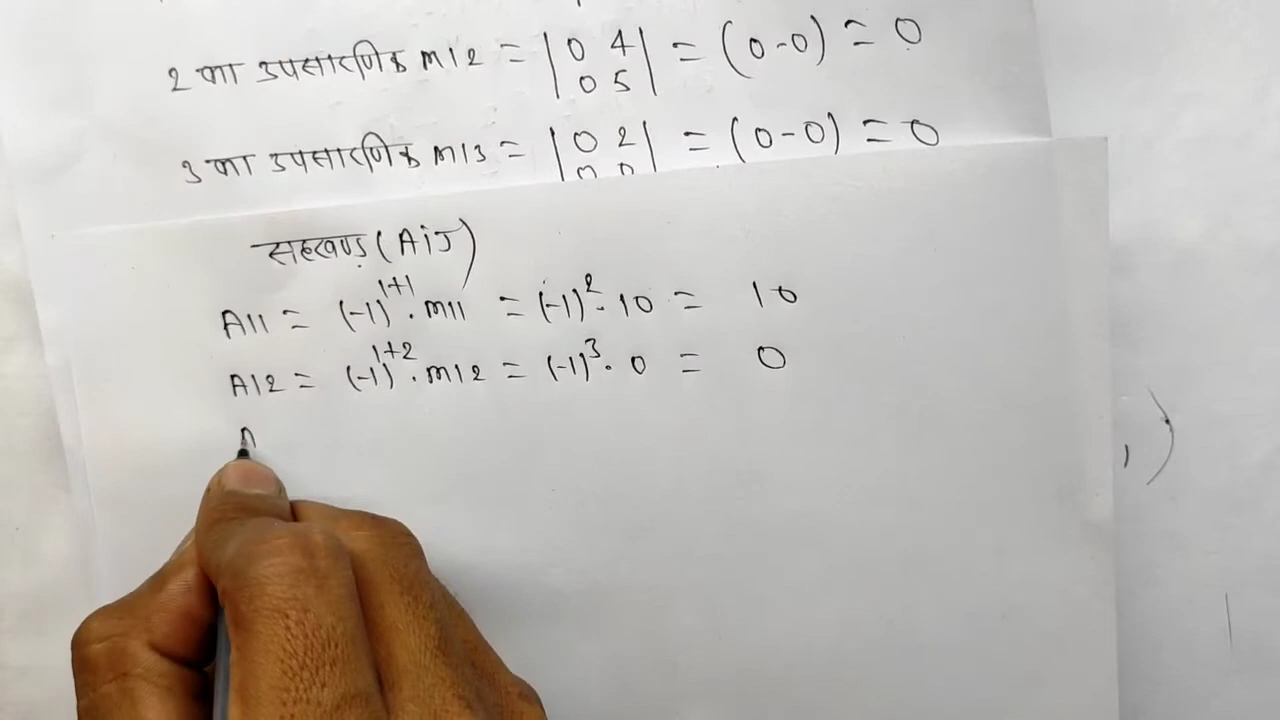 2 का उपसारणिक M12 = |0 4| = (0-0) = 0
|0 5|
3 का उपसारणिक M13 = |0 2| = (0-0) = 0
|0 0|
सहखण्ड (Aij)
A11 = (-1)^1+1 . M11 = (-1)^2 . 10 = 10
A12 = (-1)^1+2 . M12 = (-1)^3 . 0 = 0